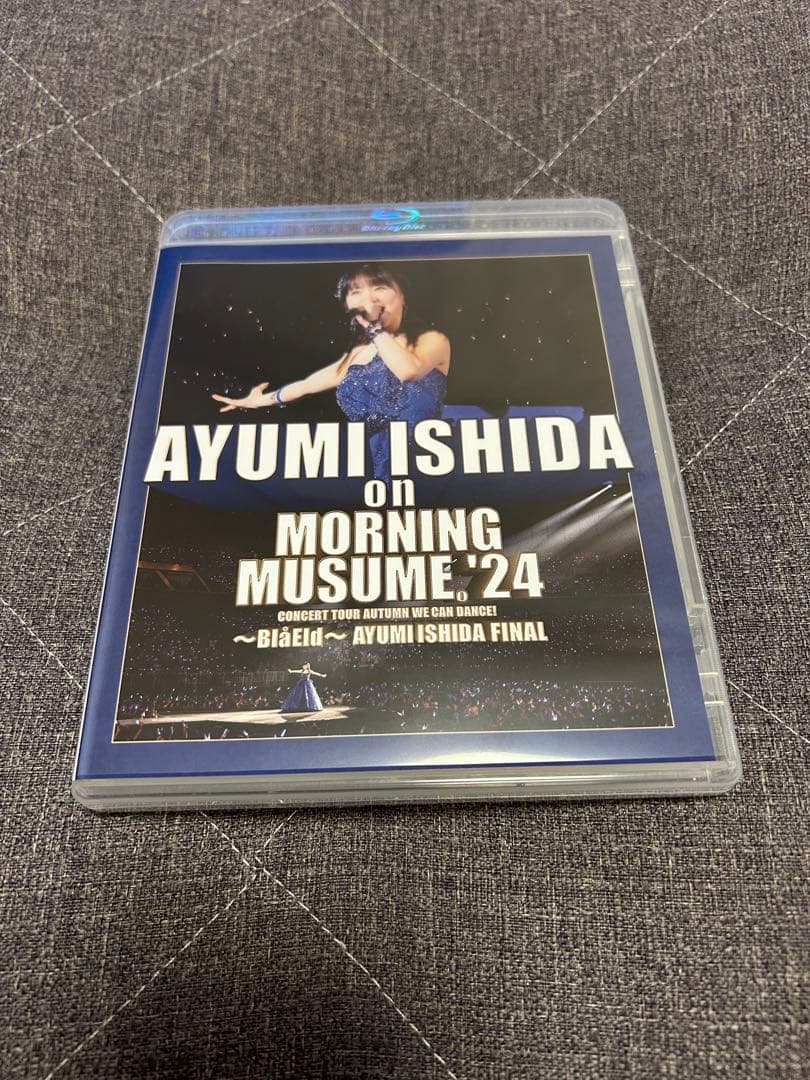 Blu-ray Disc
AYUMI ISHIDA
on
MORNING
MUSUME。'24
CONCERT TOUR AUTUMN WE CAN DANCE!
～BlåEld～ AYUMI ISHIDA FINAL